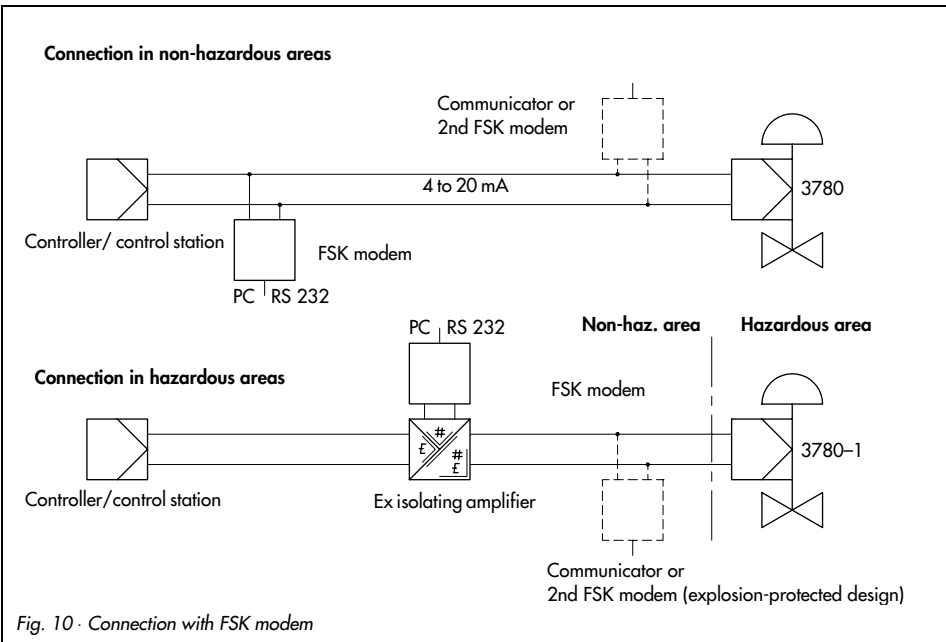 Connection in non-hazardous areas
Communicator or
2nd FSK modem
4 to 20 mA
3780
Controller/ control station
FSK modem
PC RS 232
PC RS 232
Non-haz. area
Hazardous area
Connection in hazardous areas
FSK modem
#
£
#
£
3780–1
Controller/control station
Ex isolating amplifier
Communicator or
2nd FSK modem (explosion-protected design)
Fig. 10 · Connection with FSK modem